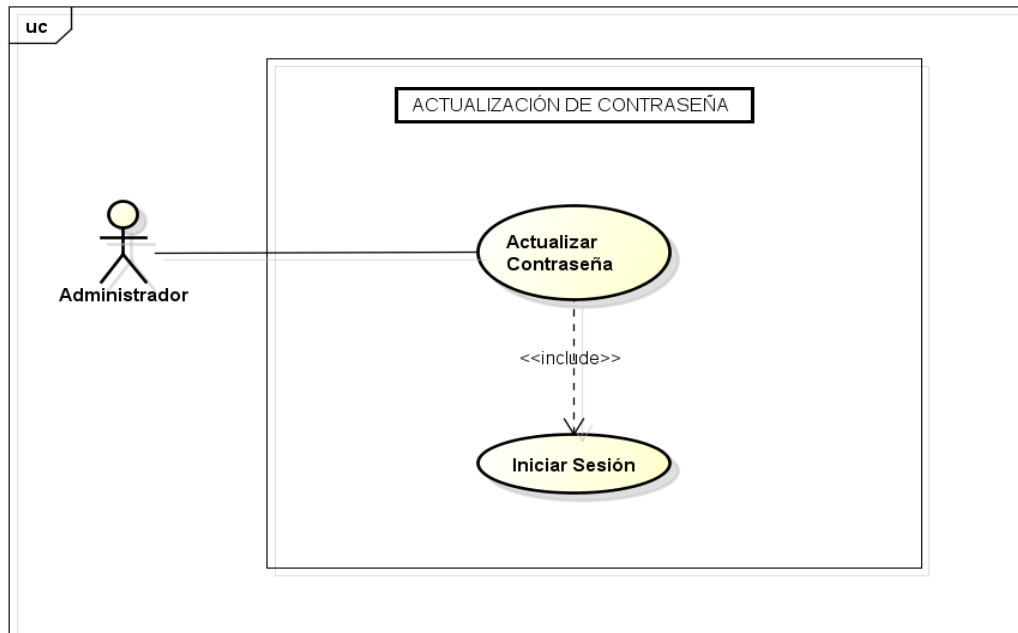 uc
ACTUALIZACIÓN DE CONTRASEÑA
Actualizar
Contraseña
Administrador
<<include>>
Iniciar Sesión